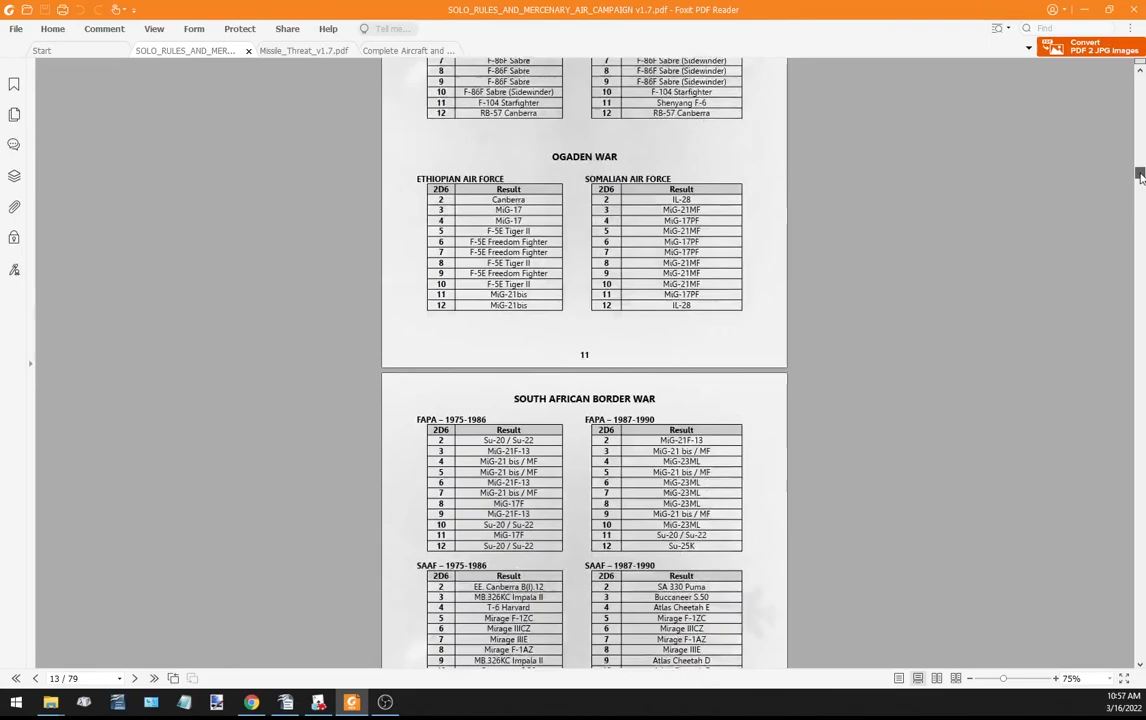 SOLO_RULES_AND_MERCENARY_AIR_CAMPAIGN v1.7.pdf - Foxit PDF Reader
File Home Comment View Form Protect Share Help Tell me... Find
Start SOLO_RULES_AND_MER... × Missile_Threat_v1.7.pdf Complete Aircraft and ... Convert
PDF 2 JPG Images
7 F-86F Sabre 7 F-86F Sabre (Sidewinder)
8 F-86F Sabre 8 F-86F Sabre (Sidewinder)
9 F-86F Sabre 9 F-86F Sabre (Sidewinder)
10 F-86F Sabre (Sidewinder) 10 F-104 Starfighter
11 F-104 Starfighter 11 Shenyang F-6
12 RB-57 Canberra 12 RB-57 Canberra
OGADEN WAR
ETHIOPIAN AIR FORCE SOMALIAN AIR FORCE
2D6 Result 2D6 Result
2 Canberra 2 IL-28
3 MiG-17 3 MiG-21MF
4 MiG-17 4 MiG-17PF
5 F-5E Tiger II 5 MiG-21MF
6 F-5E Freedom Fighter 6 MiG-17PF
7 F-5E Freedom Fighter 7 MiG-17PF
8 F-5E Tiger II 8 MiG-21MF
9 F-5E Freedom Fighter 9 MiG-21MF
10 F-5E Tiger II 10 MiG-21MF
11 MiG-21bis 11 MiG-17PF
12 MiG-21bis 12 IL-28
11
SOUTH AFRICAN BORDER WAR
FAPA – 1975-1986 FAPA – 1987-1990
2D6 Result 2D6 Result
2 Su-20 / Su-22 2 MiG-21F-13
3 MiG-21F-13 3 MiG-21 bis / MF
4 MiG-21 bis / MF 4 MiG-23ML
5 MiG-21 bis / MF 5 MiG-21 bis / MF
6 MiG-21F-13 6 MiG-23ML
7 MiG-21 bis / MF 7 MiG-23ML
8 MiG-17F 8 MiG-23ML
9 MiG-21F-13 9 MiG-21 bis / MF
10 Su-20 / Su-22 10 MiG-23ML
11 MiG-17F 11 Su-20 / Su-22
12 Su-20 / Su-22 12 Su-25K
SAAF – 1975-1986 SAAF – 1987-1990
2D6 Result 2D6 Result
2 EE. Canberra B(I).12 2 SA 330 Puma
3 MB.326KC Impala II 3 Buccaneer S.50
4 T-6 Harvard 4 Atlas Cheetah E
5 Mirage F-1ZC 5 Mirage F-1ZC
6 Mirage IIICZ 6 Mirage IIICZ
7 Mirage IIIE 7 Mirage F-1AZ
8 Mirage F-1AZ 8 Mirage IIIE
9 MB.326KC Impala II 9 Atlas Cheetah D
13 / 79 75%
10:57 AM
3/16/2022